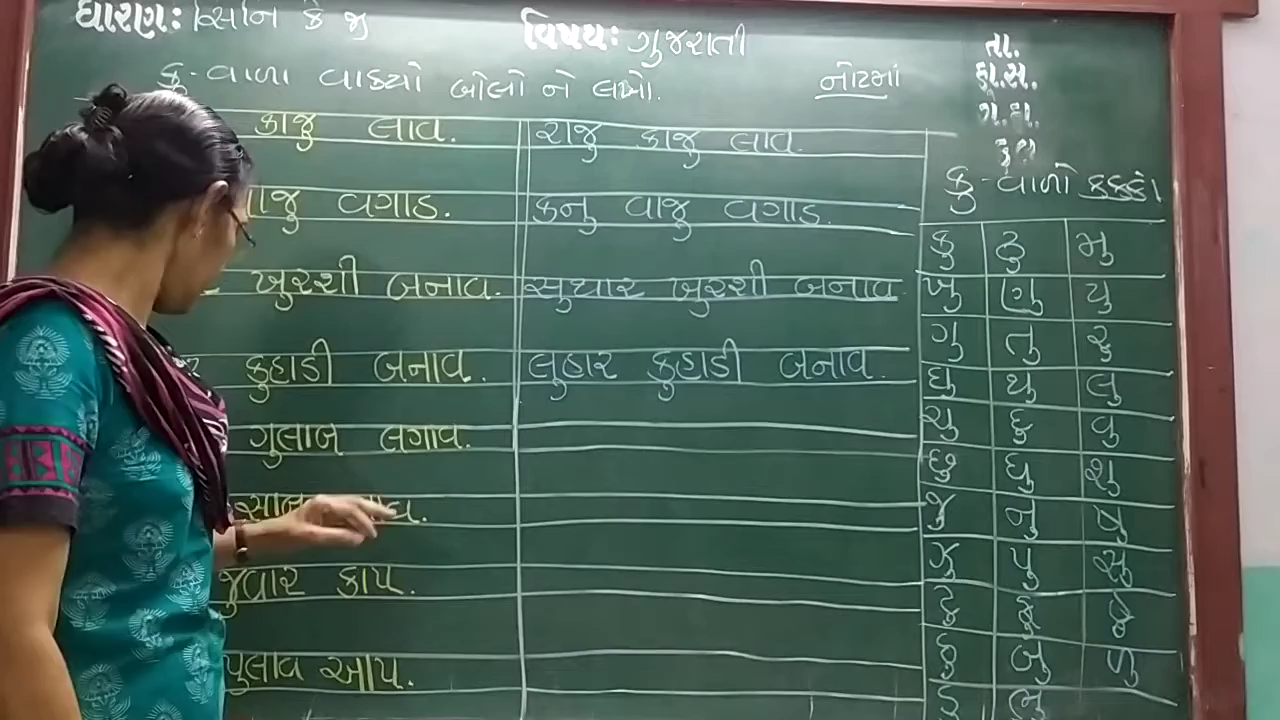 ધોરણ: સિનિ કે જી
વિષય: ગુજરાતી
તા.
હા.સ.
ગે.હા.
કુ-વાળા વાક્યો બોલો ને લખો.
નોટમાં
કાજુ લાવ.
રાજુ કાજુ લાવ.
વાજુ વગાડ.
કનુ વાજુ વગાડ.
ખુરશી બનાવ.
સુથાર ખુરશી બનાવ
કુહાડી બનાવ.
લુહાર કુહાડી બનાવ.
ગુલાબ લગાવ.
જુવાર કાપ.
પુલાવ આપ.
કુ-વાળો કક્કો
કુ ઠુ મુ
ખુ ણુ યુ
ગુ તુ રુ
ઘુ થુ લુ
ચુ દુ વુ
છુ ધુ શુ
જુ નુ ષુ
ઝુ પુ સુ
ટુ ફુ હુ
બુ ળુ
ભુ